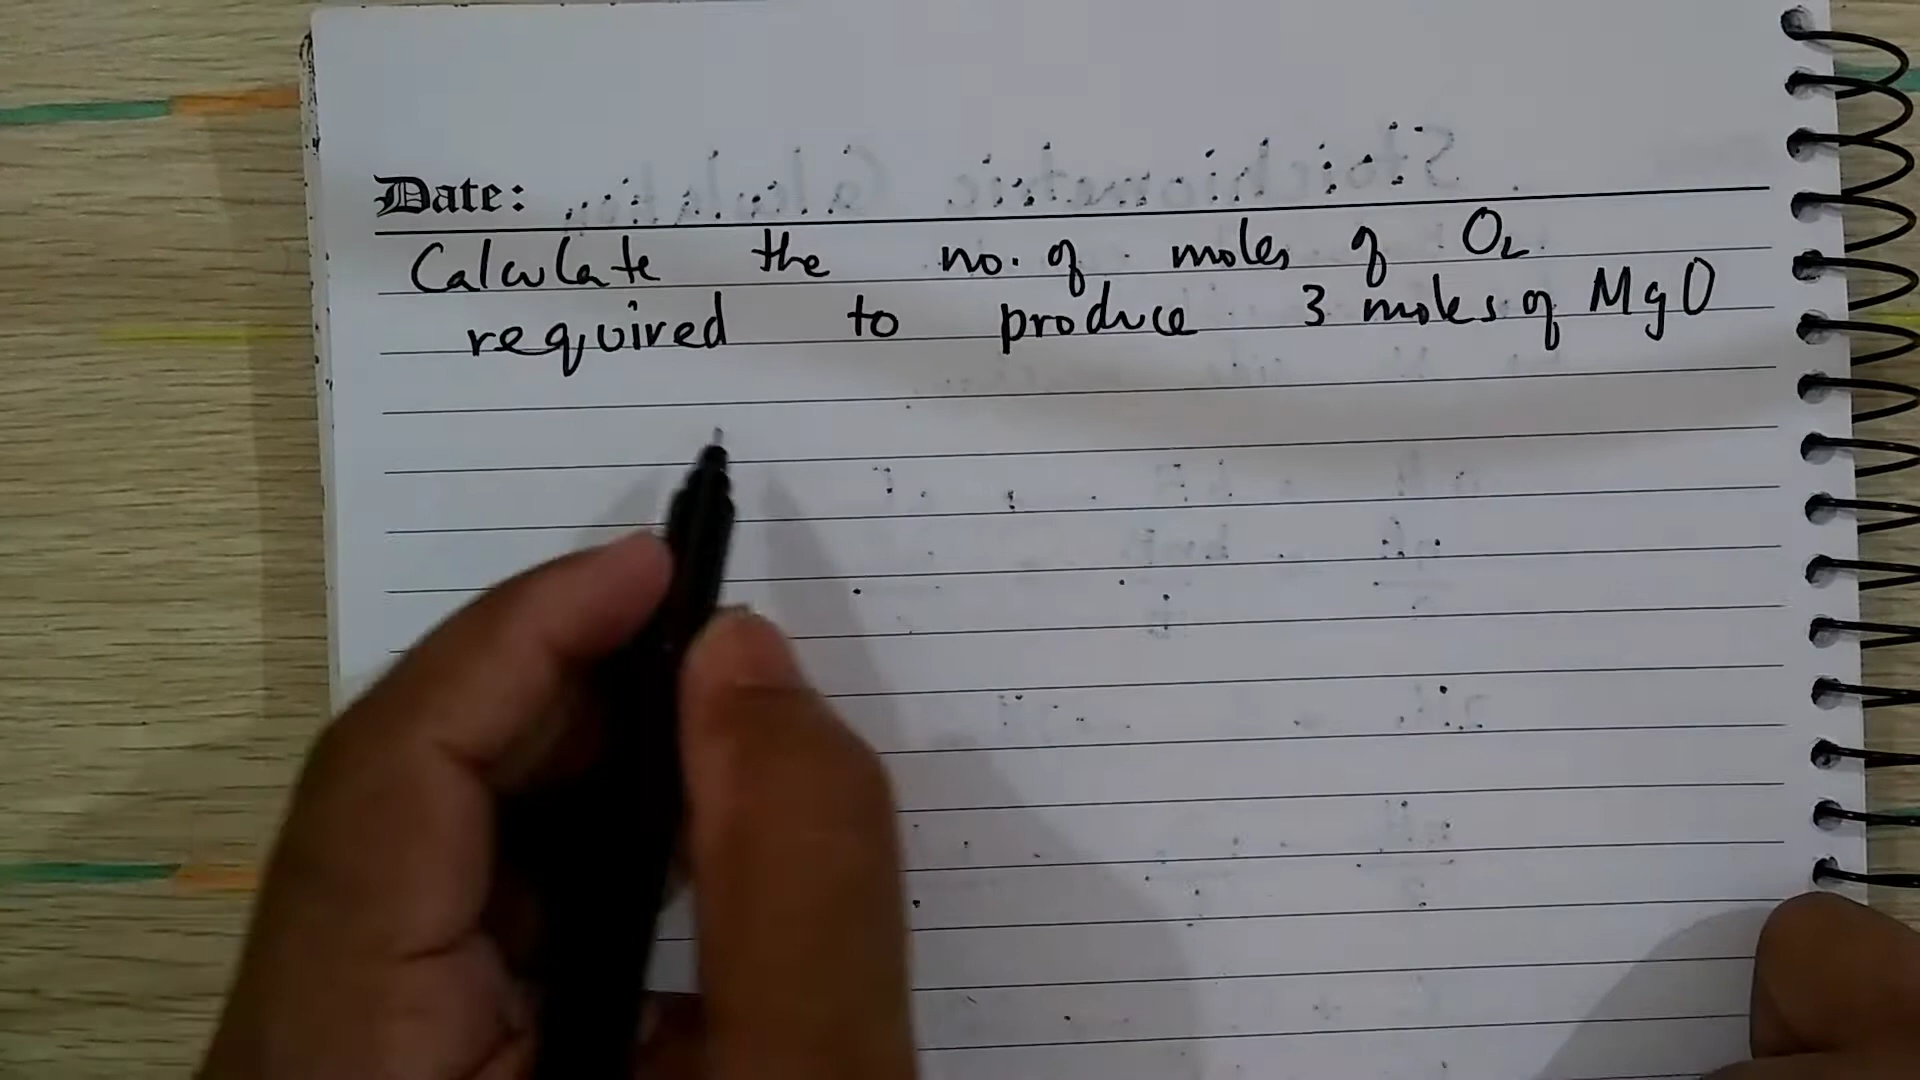 Date:
Calculate the no. of moles of O₂
required to produce 3 moles of MgO